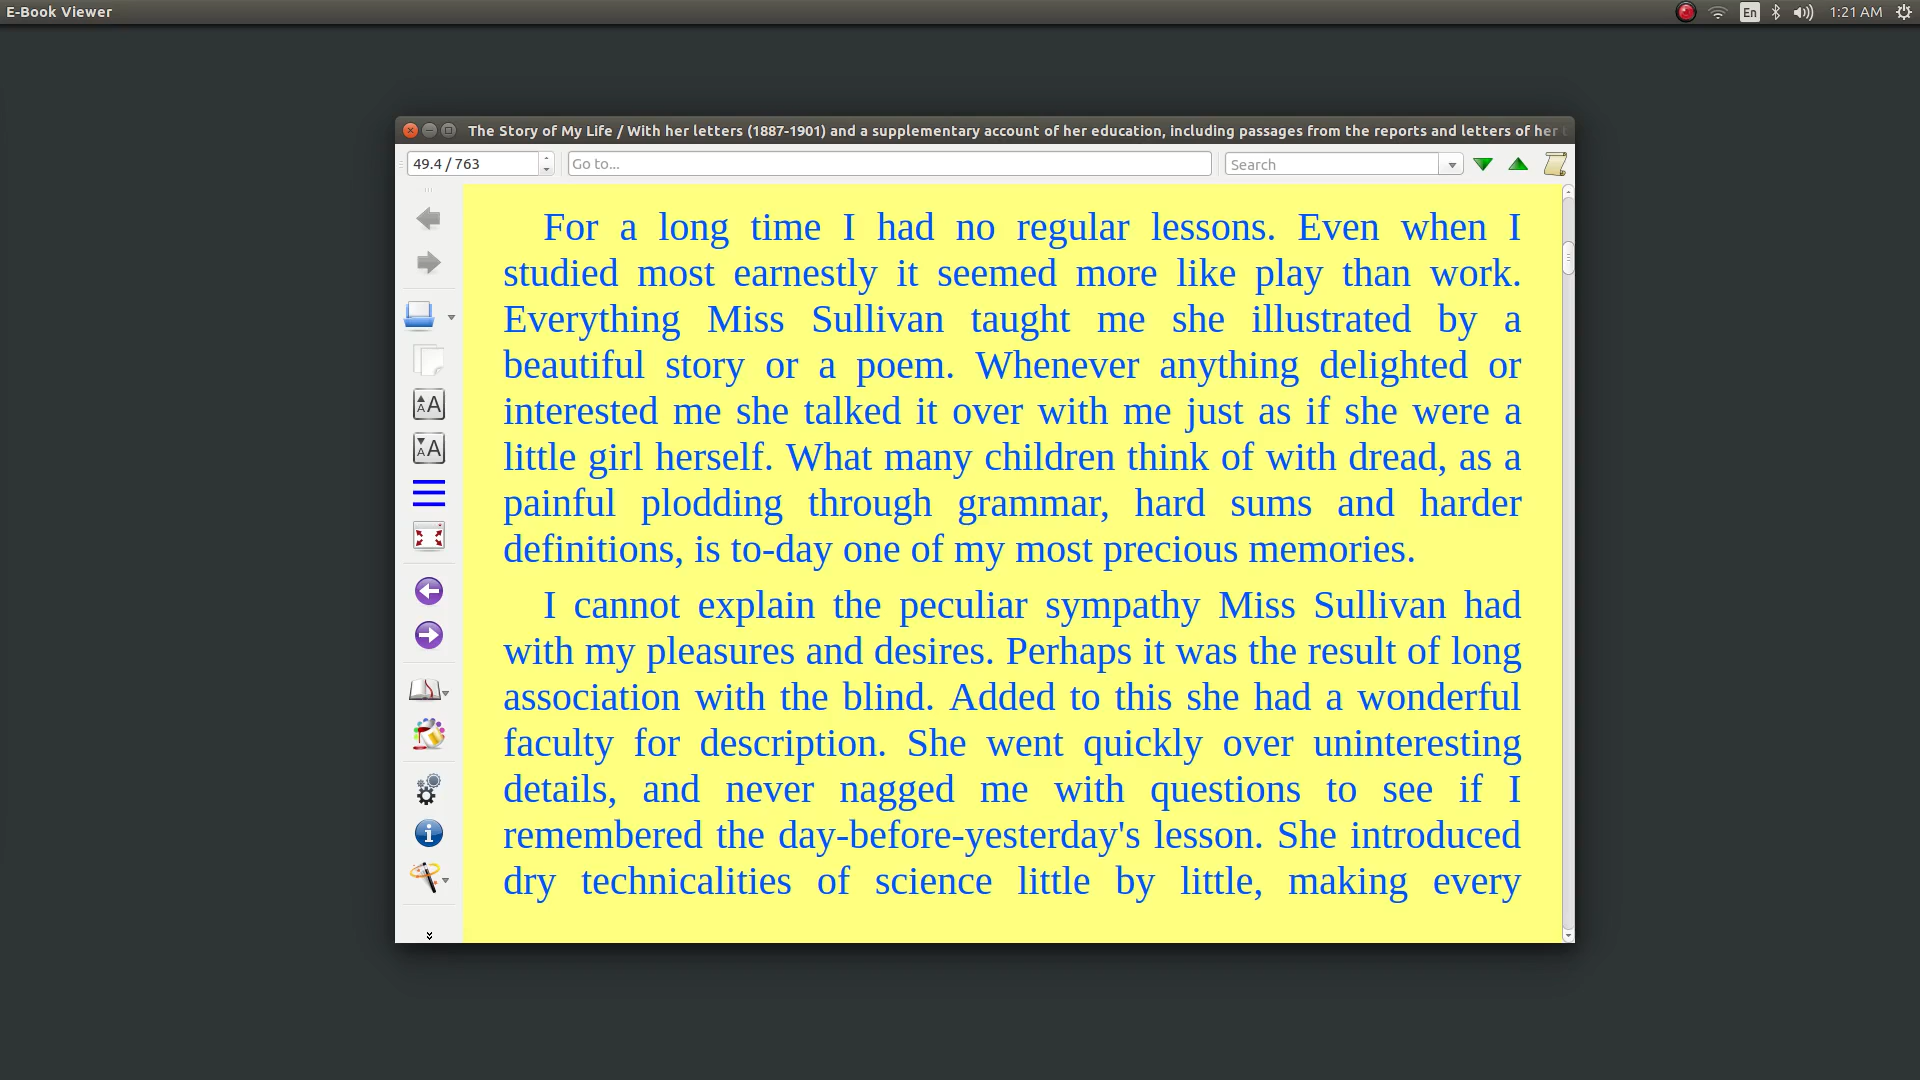 E-Book Viewer
En
1:21 AM
The Story of My Life / With her letters (1887-1901) and a supplementary account of her education, including passages from the reports and letters of her t
49.4 / 763
Go to...
Search
For a long time I had no regular lessons. Even when I
studied most earnestly it seemed more like play than work.
Everything Miss Sullivan taught me she illustrated by a
beautiful story or a poem. Whenever anything delighted or
interested me she talked it over with me just as if she were a
little girl herself. What many children think of with dread, as a
painful plodding through grammar, hard sums and harder
definitions, is to-day one of my most precious memories.
I cannot explain the peculiar sympathy Miss Sullivan had
with my pleasures and desires. Perhaps it was the result of long
association with the blind. Added to this she had a wonderful
faculty for description. She went quickly over uninteresting
details, and never nagged me with questions to see if I
remembered the day-before-yesterday's lesson. She introduced
dry technicalities of science little by little, making every